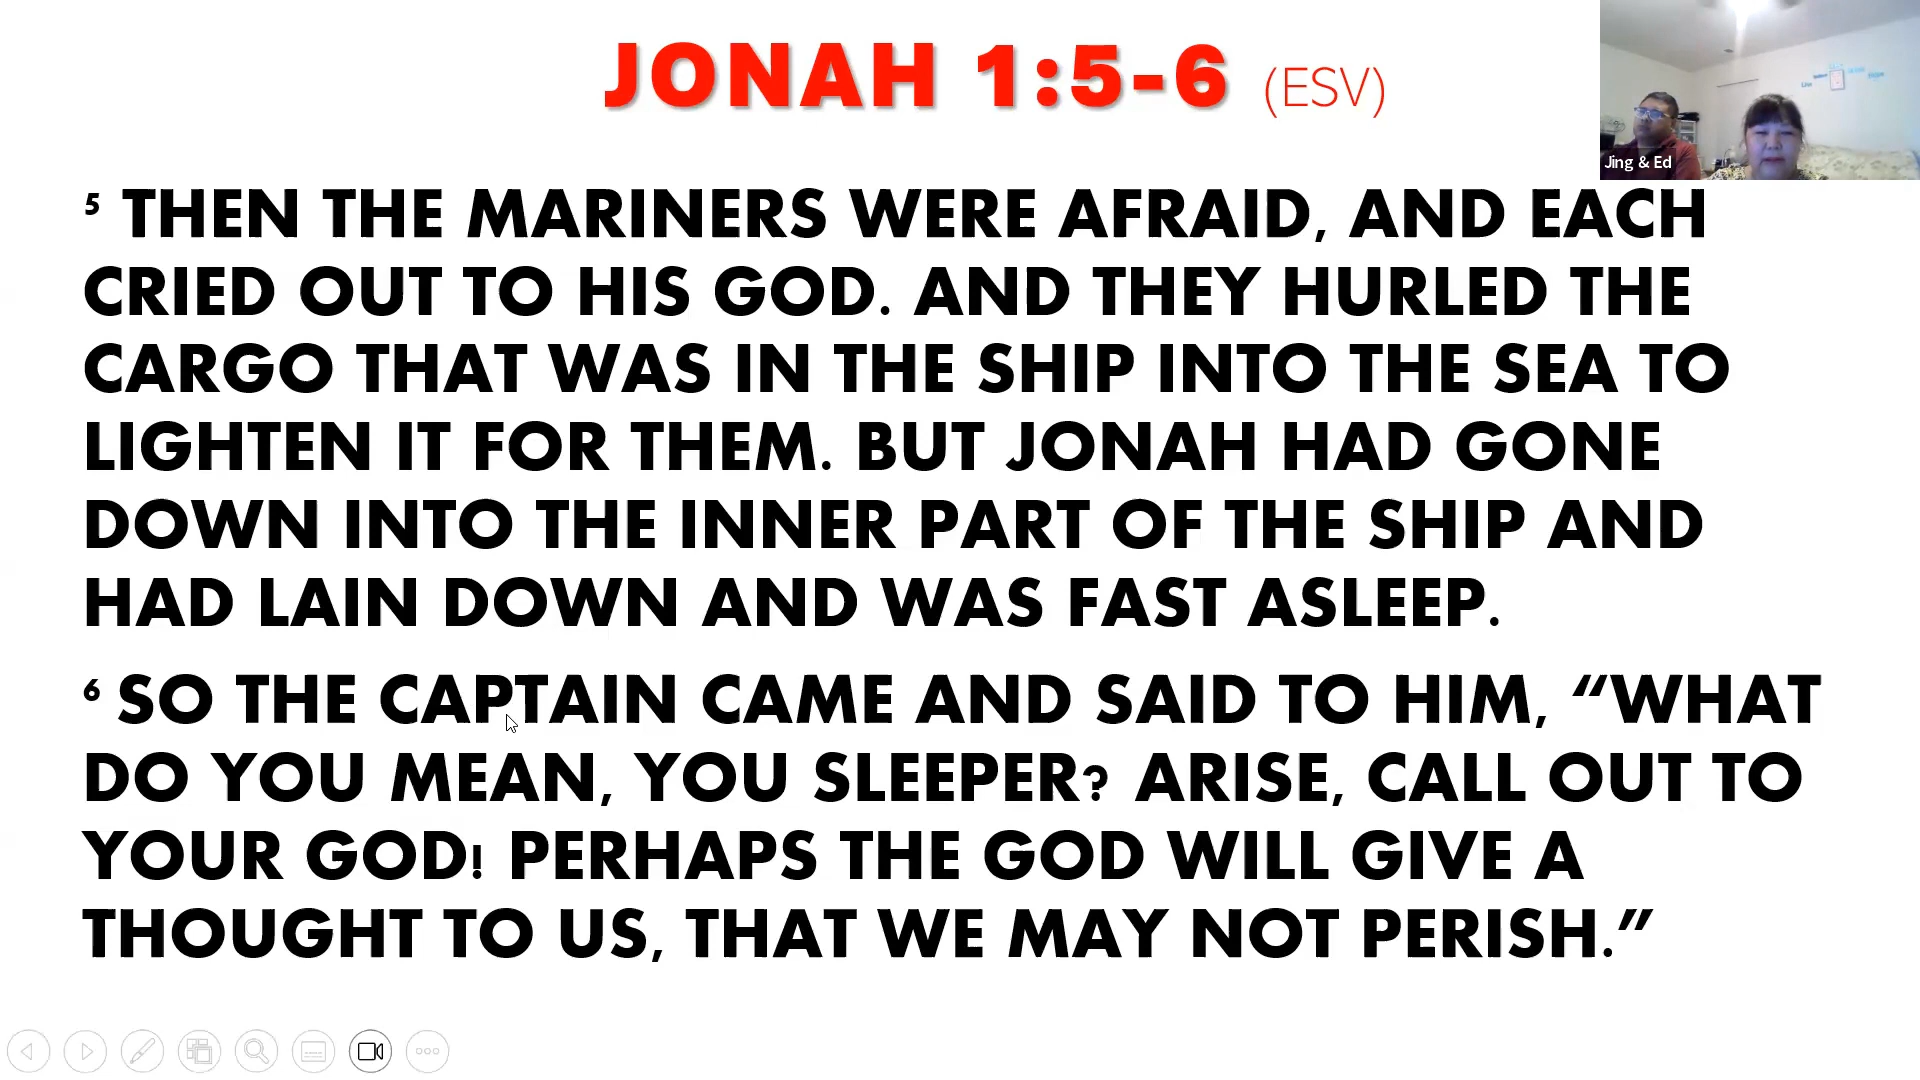 JONAH 1:5-6 (ESV)
Jing & Ed
5 THEN THE MARINERS WERE AFRAID, AND EACH
CRIED OUT TO HIS GOD. AND THEY HURLED THE
CARGO THAT WAS IN THE SHIP INTO THE SEA TO
LIGHTEN IT FOR THEM. BUT JONAH HAD GONE
DOWN INTO THE INNER PART OF THE SHIP AND
HAD LAIN DOWN AND WAS FAST ASLEEP.
6 SO THE CAPTAIN CAME AND SAID TO HIM, “WHAT
DO YOU MEAN, YOU SLEEPER? ARISE, CALL OUT TO
YOUR GOD! PERHAPS THE GOD WILL GIVE A
THOUGHT TO US, THAT WE MAY NOT PERISH.”